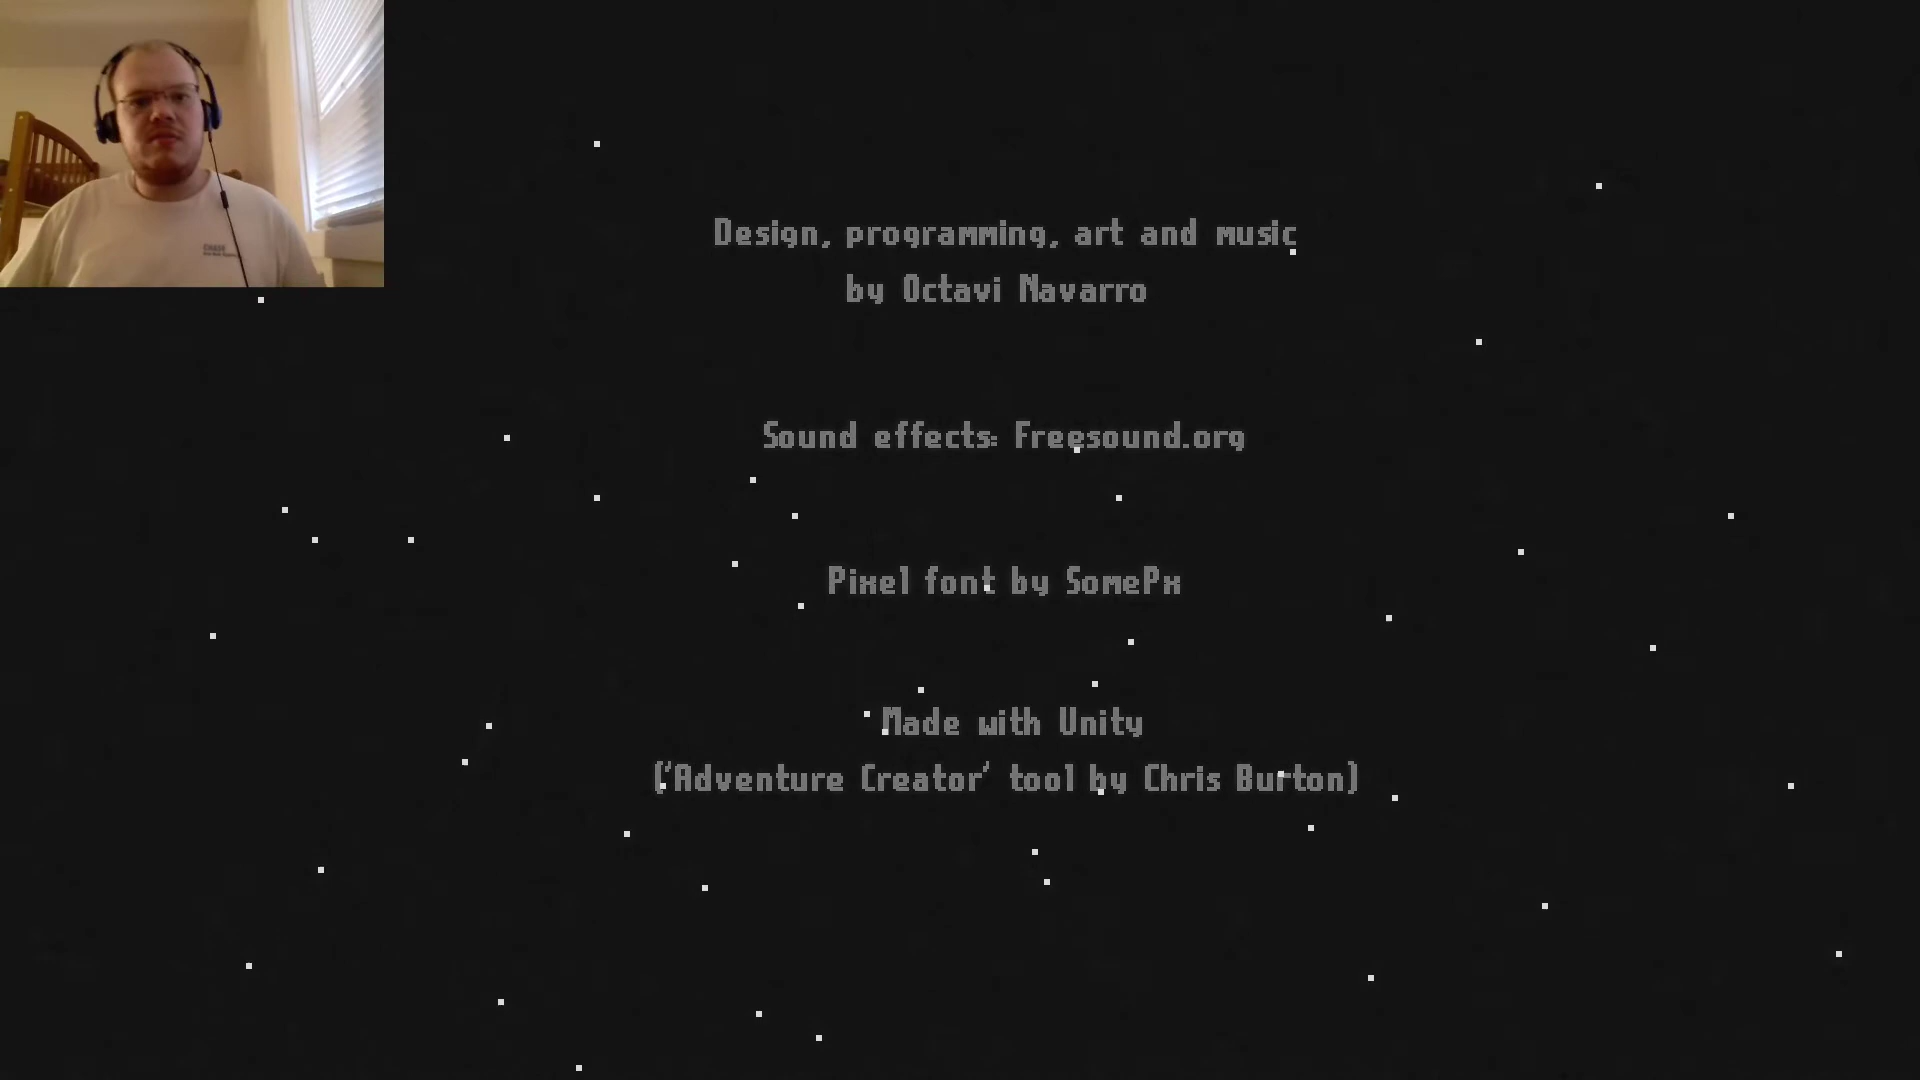 Design, programming, art and music
by Octavi Navarro
Sound effects: Freesound.org
Pixel font by SomePx
Made with Unity
('Adventure Creator' tool by Chris Burton)